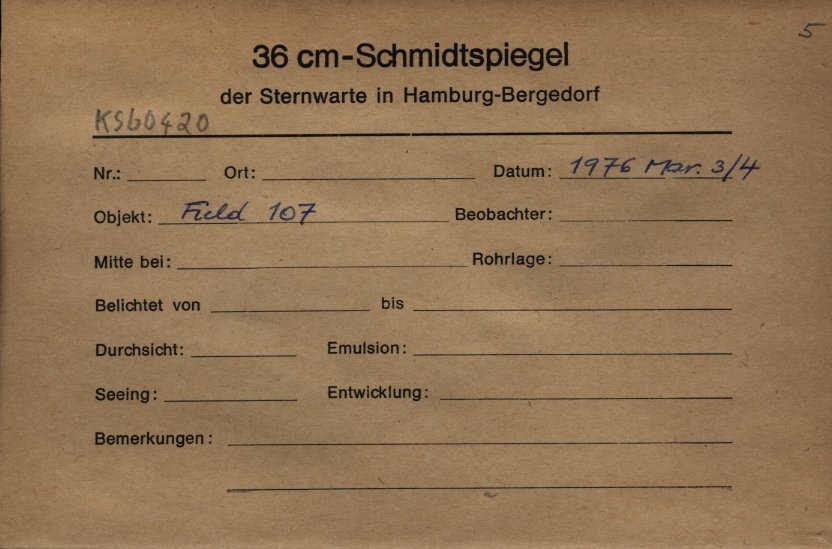 5
36 cm-Schmidtspiegel
der Sternwarte in Hamburg-Bergedorf
KSb0420
Nr.: Ort: Datum: 1976 Mar. 3/4
Objekt: Field 107 Beobachter:
Mitte bei: Rohrlage:
Belichtet von bis
Durchsicht: Emulsion:
Seeing: Entwicklung:
Bemerkungen: